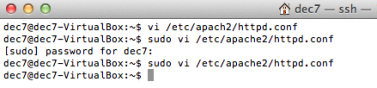 dec7 — ssh —
dec7@dec7-VirtualBox:~$ vi /etc/apach2/httpd.conf
dec7@dec7-VirtualBox:~$ sudo vi /etc/apache2/httpd.conf
[sudo] password for dec7:
dec7@dec7-VirtualBox:~$ sudo vi /etc/apache2/httpd.conf
dec7@dec7-VirtualBox:~$